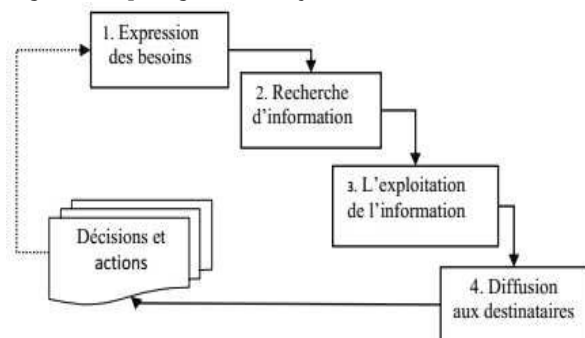 1. Expression
des besoins
2. Recherche
d'information
3. L'exploitation
de l'information
Décisions et
actions
4. Diffusion
aux destinataires